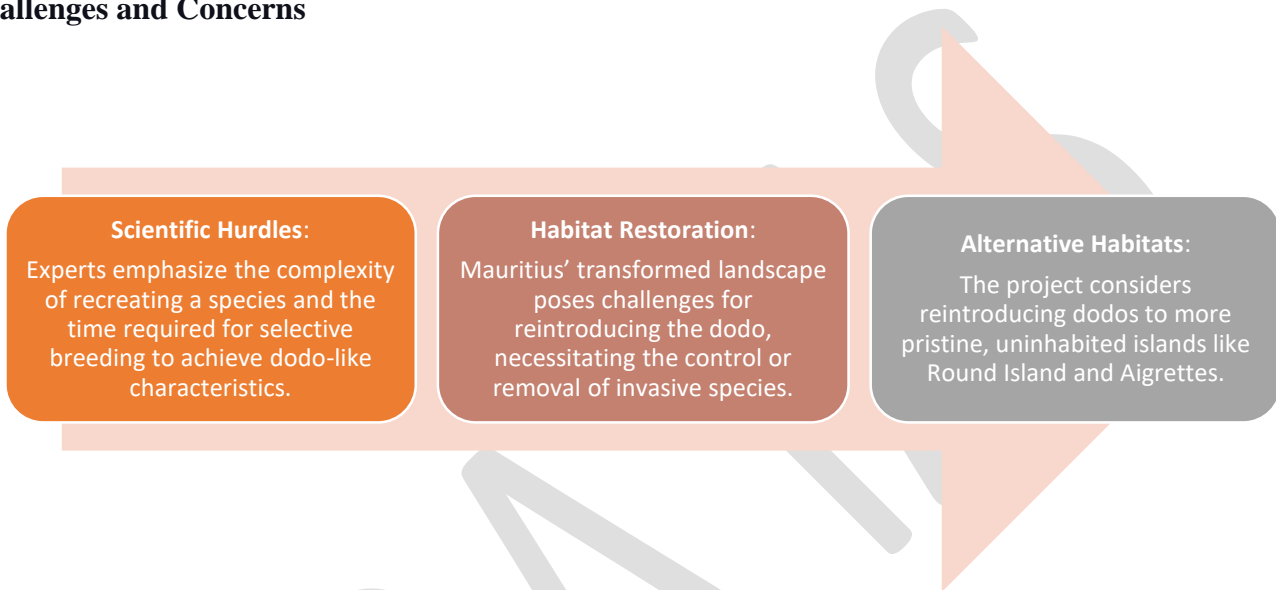 allenges and Concerns
Scientific Hurdles:
Experts emphasize the complexity
of recreating a species and the
time required for selective
breeding to achieve dodo-like
characteristics.
Habitat Restoration:
Mauritius’ transformed landscape
poses challenges for
reintroducing the dodo,
necessitating the control or
removal of invasive species.
Alternative Habitats:
The project considers
reintroducing dodos to more
pristine, uninhabited islands like
Round Island and Aigrettes.